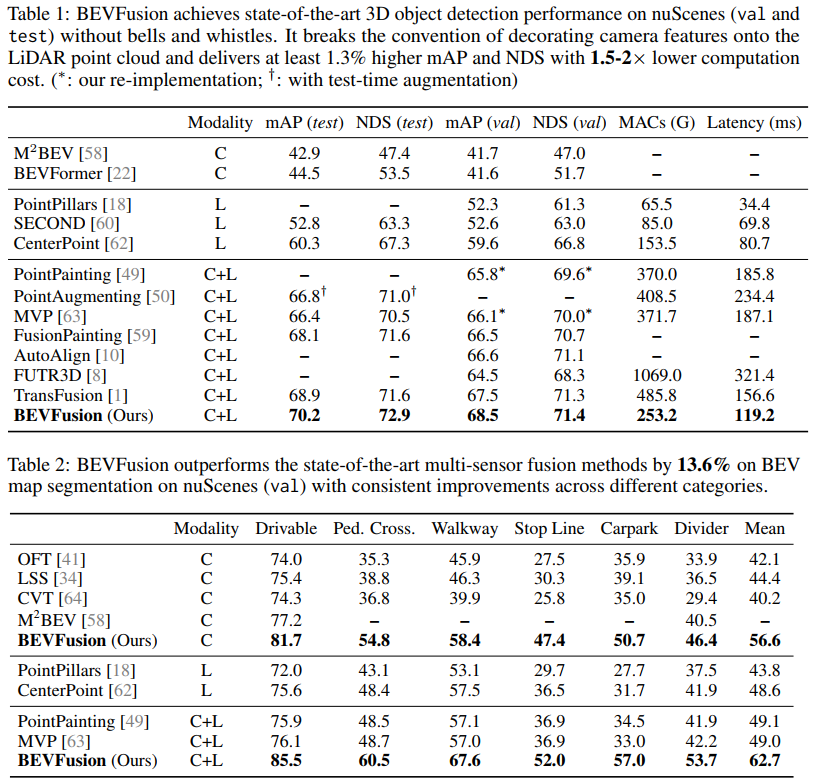 Table 1: BEVFusion achieves state-of-the-art 3D object detection performance on nuScenes (val and
test) without bells and whistles. It breaks the convention of decorating camera features onto the
LiDAR point cloud and delivers at least 1.3% higher mAP and NDS with 1.5-2× lower computation
cost. (*: our re-implementation; †: with test-time augmentation)
Modality mAP (test) NDS (test) mAP (val) NDS (val) MACs (G) Latency (ms)
M²BEV [58] C 42.9 47.4 41.7 47.0 – –
BEVFormer [22] C 44.5 53.5 41.6 51.7 – –
PointPillars [18] L – – 52.3 61.3 65.5 34.4
SECOND [60] L 52.8 63.3 52.6 63.0 85.0 69.8
CenterPoint [62] L 60.3 67.3 59.6 66.8 153.5 80.7
PointPainting [49] C+L – – 65.8* 69.6* 370.0 185.8
PointAugmenting [50] C+L 66.8† 71.0† – – 408.5 234.4
MVP [63] C+L 66.4 70.5 66.1* 70.0* 371.7 187.1
FusionPainting [59] C+L 68.1 71.6 66.5 70.7 – –
AutoAlign [10] C+L – – 66.6 71.1 – –
FUTR3D [8] C+L – – 64.5 68.3 1069.0 321.4
TransFusion [1] C+L 68.9 71.6 67.5 71.3 485.8 156.6
BEVFusion (Ours) C+L 70.2 72.9 68.5 71.4 253.2 119.2
Table 2: BEVFusion outperforms the state-of-the-art multi-sensor fusion methods by 13.6% on BEV
map segmentation on nuScenes (val) with consistent improvements across different categories.
Modality Drivable Ped. Cross. Walkway Stop Line Carpark Divider Mean
OFT [41] C 74.0 35.3 45.9 27.5 35.9 33.9 42.1
LSS [34] C 75.4 38.8 46.3 30.3 39.1 36.5 44.4
CVT [64] C 74.3 36.8 39.9 25.8 35.0 29.4 40.2
M²BEV [58] C 77.2 – – – – 40.5 –
BEVFusion (Ours) C 81.7 54.8 58.4 47.4 50.7 46.4 56.6
PointPillars [18] L 72.0 43.1 53.1 29.7 27.7 37.5 43.8
CenterPoint [62] L 75.6 48.4 57.5 36.5 31.7 41.9 48.6
PointPainting [49] C+L 75.9 48.5 57.1 36.9 34.5 41.9 49.1
MVP [63] C+L 76.1 48.7 57.0 36.9 33.0 42.2 49.0
BEVFusion (Ours) C+L 85.5 60.5 67.6 52.0 57.0 53.7 62.7